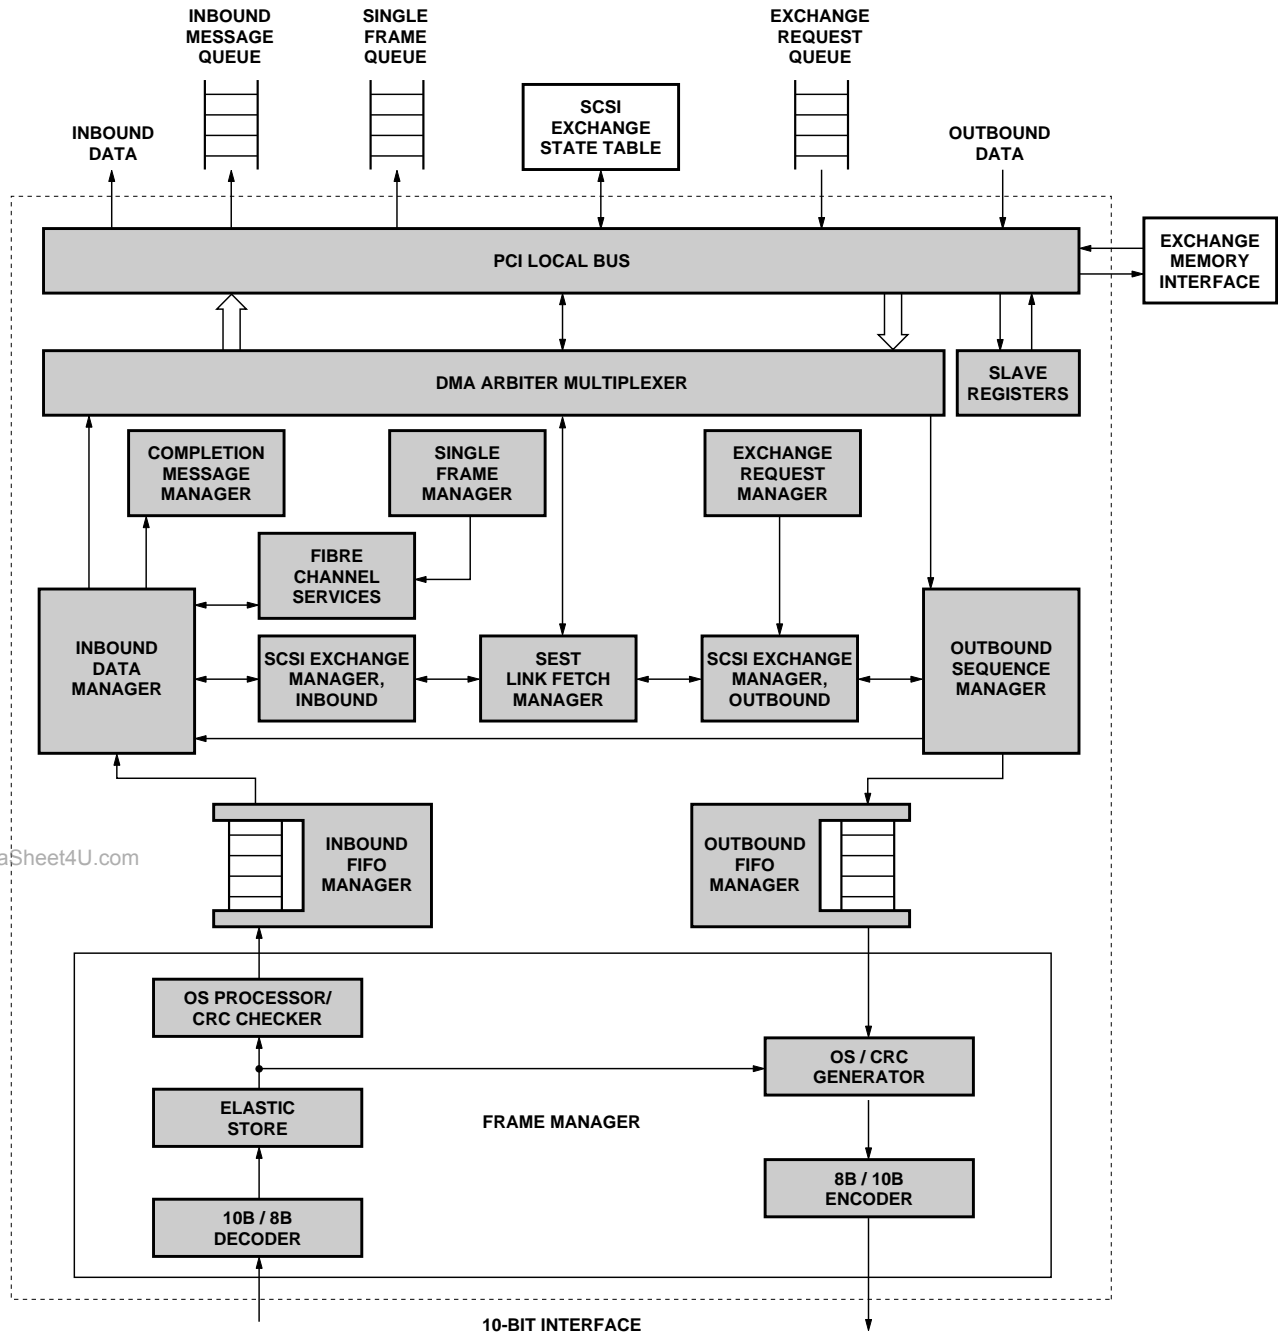 INBOUND
MESSAGE
QUEUE
SINGLE
FRAME
QUEUE
EXCHANGE
REQUEST
QUEUE
INBOUND
DATA
SCSI
EXCHANGE
STATE TABLE
OUTBOUND
DATA
PCI LOCAL BUS
EXCHANGE
MEMORY
INTERFACE
DMA ARBITER MULTIPLEXER
SLAVE
REGISTERS
COMPLETION
MESSAGE
MANAGER
SINGLE
FRAME
MANAGER
EXCHANGE
REQUEST
MANAGER
FIBRE
CHANNEL
SERVICES
INBOUND
DATA
MANAGER
SCSI EXCHANGE
MANAGER,
INBOUND
SEST
LINK FETCH
MANAGER
SCSI EXCHANGE
MANAGER,
OUTBOUND
OUTBOUND
SEQUENCE
MANAGER
aSheet4U.com
INBOUND
FIFO
MANAGER
OUTBOUND
FIFO
MANAGER
OS PROCESSOR/
CRC CHECKER
OS / CRC
GENERATOR
ELASTIC
STORE
FRAME MANAGER
8B / 10B
ENCODER
10B / 8B
DECODER
10-BIT INTERFACE